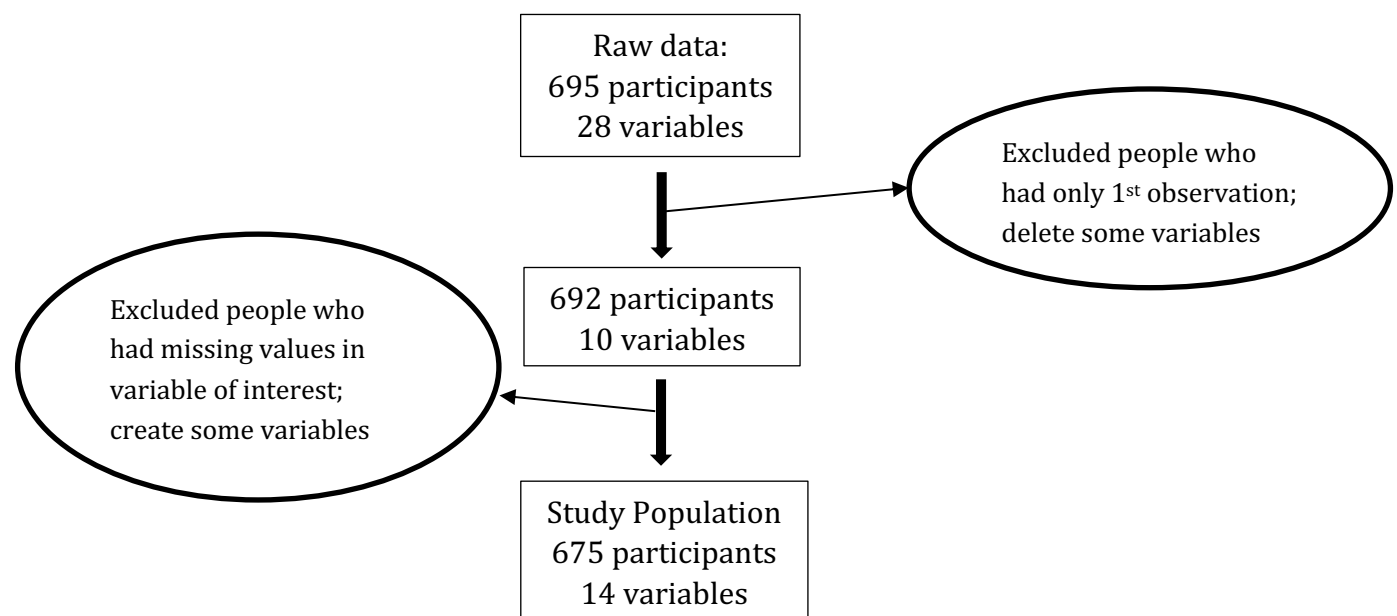 Raw data:
695 participants
28 variables
Excluded people who
had only 1st observation;
delete some variables
692 participants
10 variables
Excluded people who
had missing values in
variable of interest;
create some variables
Study Population
675 participants
14 variables